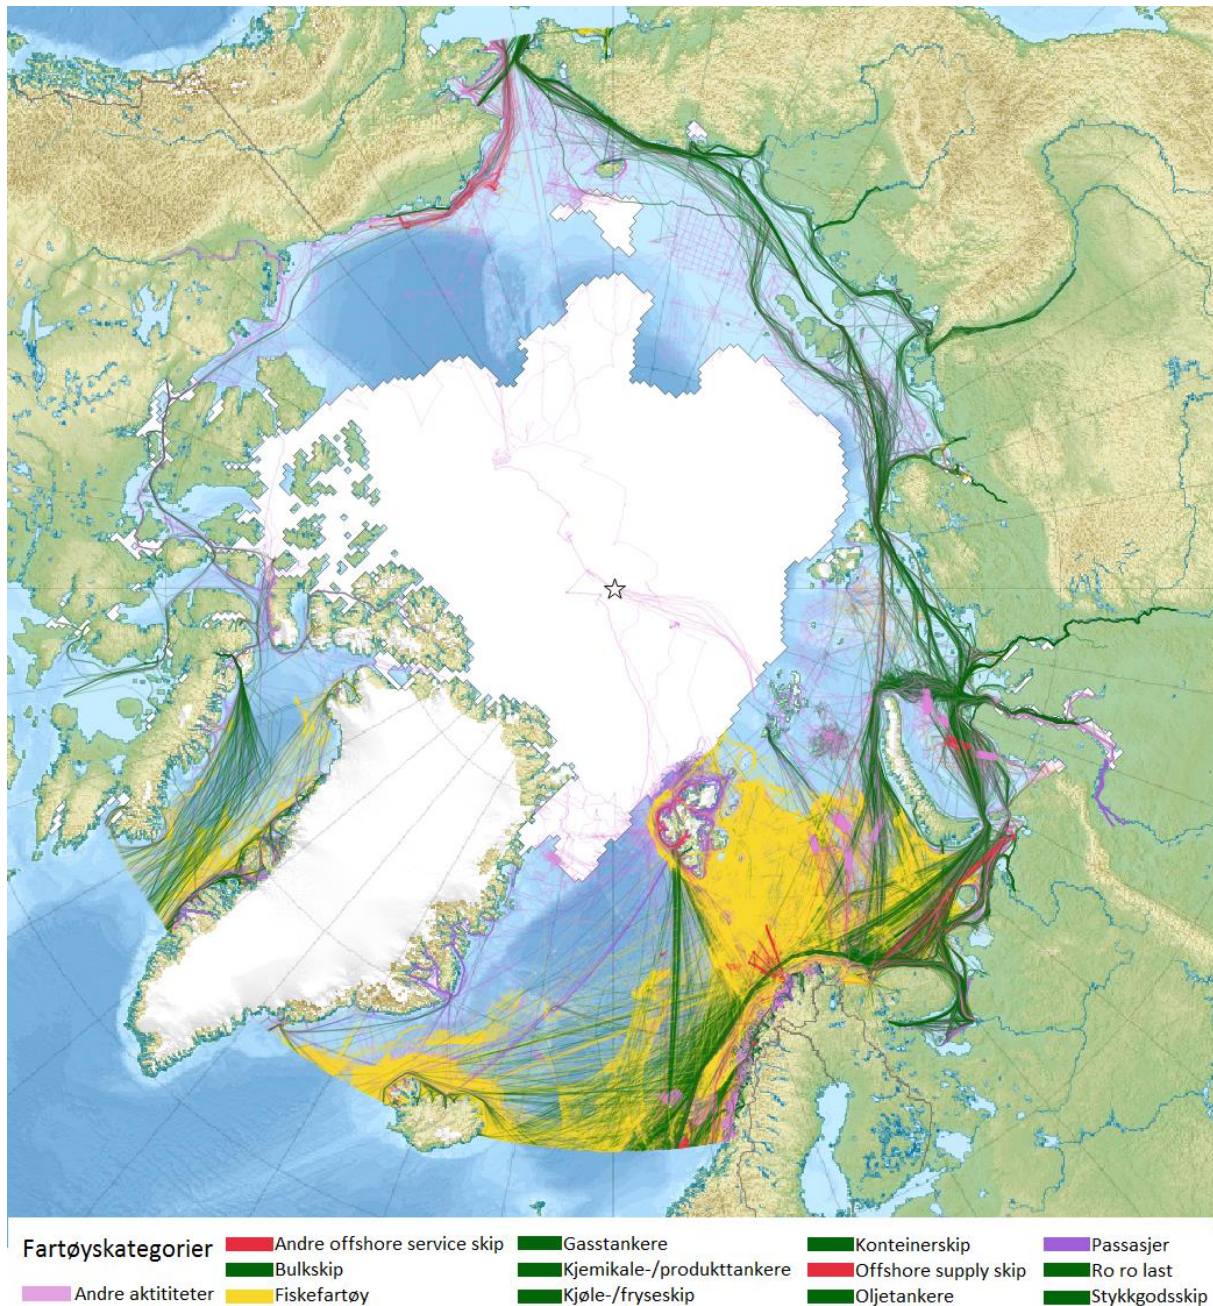 Fartøyskategorier
Andre aktititeter
Andre offshore service skip
Bulkskip
Fiskefartøy
Gasstankere
Kjemikale-/produkttankere
Kjøle-/fryseskip
Konteinerskip
Offshore supply skip
Oljetankere
Passasjer
Ro ro last
Stykkgodsskip